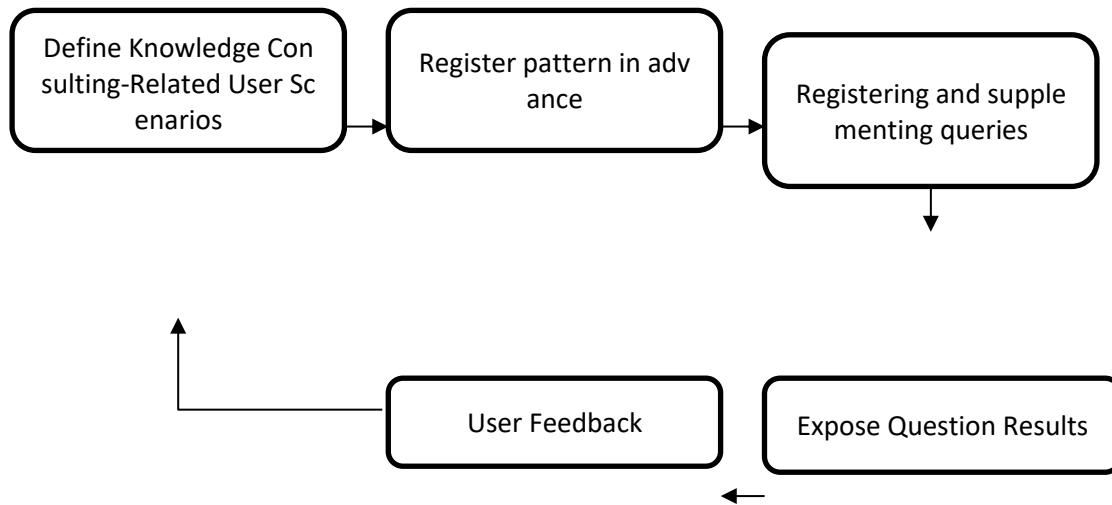 Define Knowledge Con
sulting-Related User Sc
enarios
Register pattern in adv
ance
Registering and supple
menting queries
User Feedback
Expose Question Results